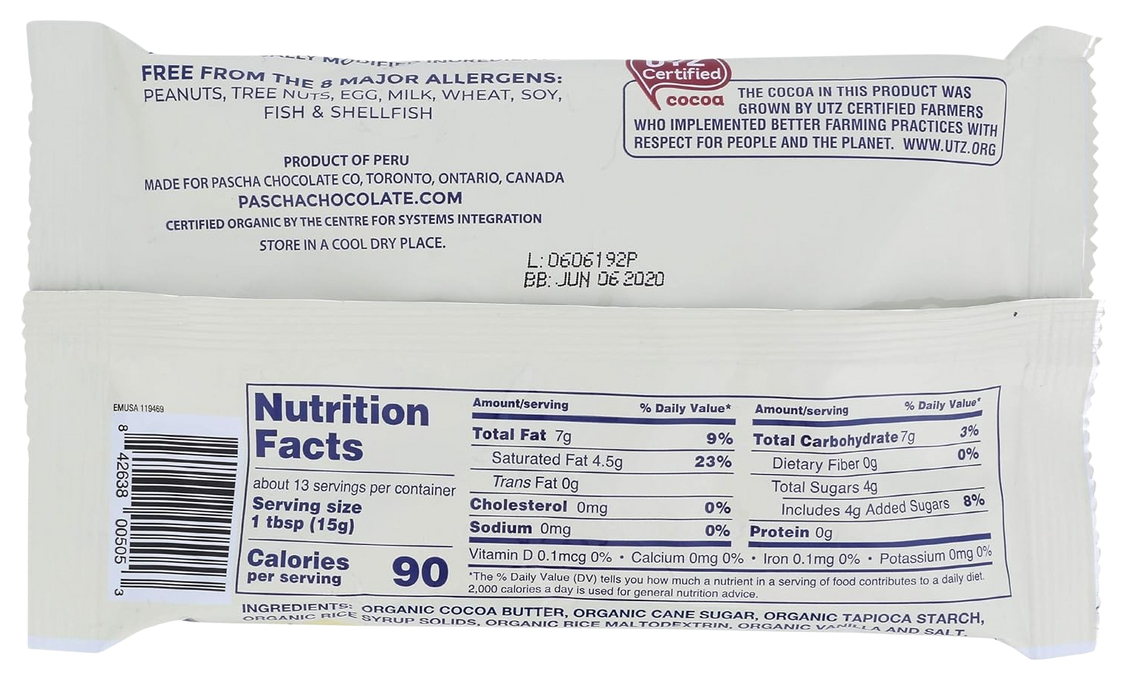 FREE FROM THE 8 MAJOR ALLERGENS:
PEANUTS, TREE NUTS, EGG, MILK, WHEAT, SOY,
FISH & SHELLFISH
PRODUCT OF PERU
MADE FOR PASCHA CHOCOLATE CO, TORONTO, ONTARIO, CANADA
PASCHACHOCOLATE.COM
CERTIFIED ORGANIC BY THE CENTRE FOR SYSTEMS INTEGRATION
STORE IN A COOL DRY PLACE.
UTZ
Certified
cocoa
THE COCOA IN THIS PRODUCT WAS
GROWN BY UTZ CERTIFIED FARMERS
WHO IMPLEMENTED BETTER FARMING PRACTICES WITH
RESPECT FOR PEOPLE AND THE PLANET. WWW.UTZ.ORG
L: 0606192P
BB: JUN 06 2020
EMUSA 119469
8 42638 00505 3
Nutrition
Facts
about 13 servings per container
Serving size
1 tbsp (15g)
Calories
per serving
90
Amount/serving % Daily Value*
Total Fat 7g 9%
Saturated Fat 4.5g 23%
Trans Fat 0g
Cholesterol 0mg 0%
Sodium 0mg 0%
Amount/serving % Daily Value*
Total Carbohydrate 7g 3%
Dietary Fiber 0g 0%
Total Sugars 4g
Includes 4g Added Sugars 8%
Protein 0g
Vitamin D 0.1mcg 0% • Calcium 0mg 0% • Iron 0.1mg 0% • Potassium 0mg 0%
*The % Daily Value (DV) tells you how much a nutrient in a serving of food contributes to a daily diet.
2,000 calories a day is used for general nutrition advice.
INGREDIENTS: ORGANIC COCOA BUTTER, ORGANIC CANE SUGAR, ORGANIC TAPIOCA STARCH,
ORGANIC RICE SYRUP SOLIDS, ORGANIC RICE MALTODEXTRIN, ORGANIC VANILLA AND SALT.